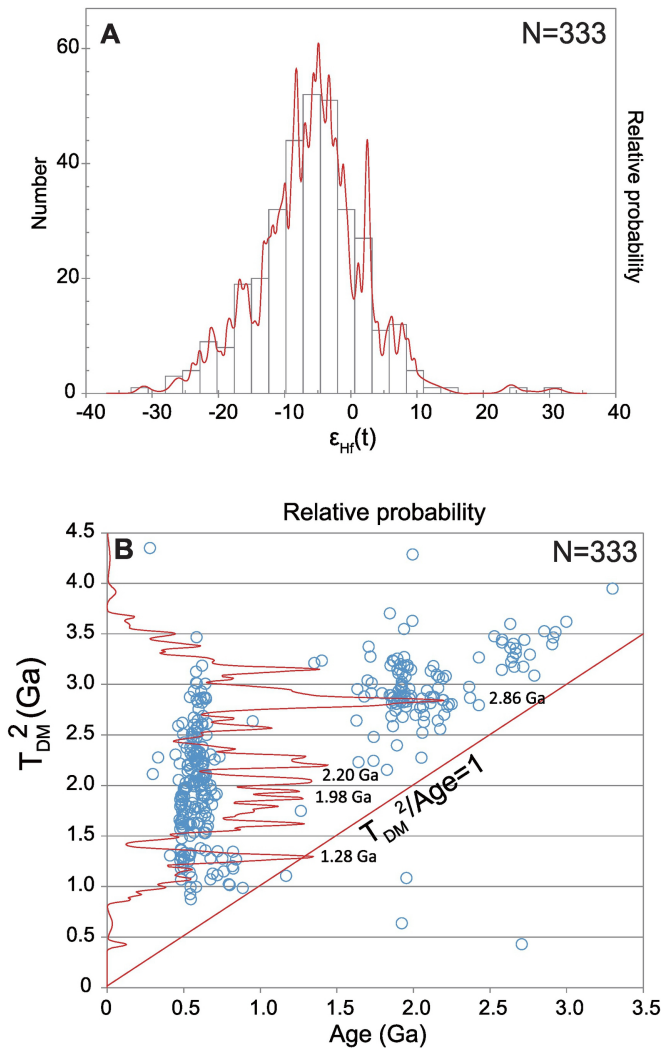 A
N=333
60
40
20
0
Number
Relative probability
-40 -30 -20 -10 0 10 20 30 40
εHf(t)
Relative probability
B
N=333
4.5
4.0
3.5
3.0
2.5
2.0
1.5
1.0
0.5
0
TDM2 (Ga)
2.86 Ga
2.20 Ga
1.98 Ga
1.28 Ga
TDM2/Age=1
0 0.5 1.0 1.5 2.0 2.5 3.0 3.5
Age (Ga)